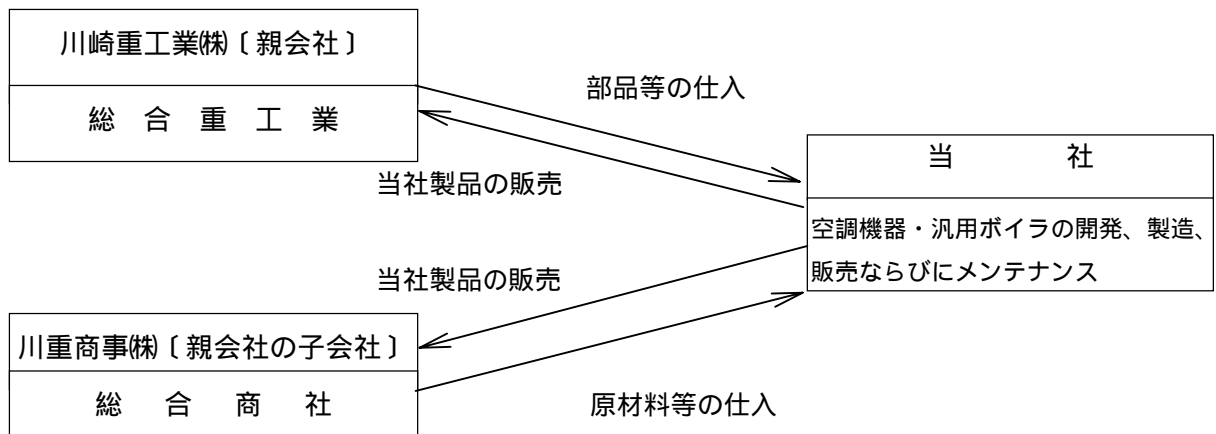 川崎重工業㈱〔親会社〕
総合重工業
部品等の仕入
当社製品の販売
当社
空調機器・汎用ボイラの開発、製造、
販売ならびにメンテナンス
当社製品の販売
川重商事㈱〔親会社の子会社〕
総合商社
原材料等の仕入